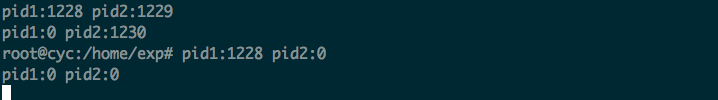 pid1:1228 pid2:1229
pid1:0 pid2:1230
root@cyc:/home/exp# pid1:1228 pid2:0
pid1:0 pid2:0